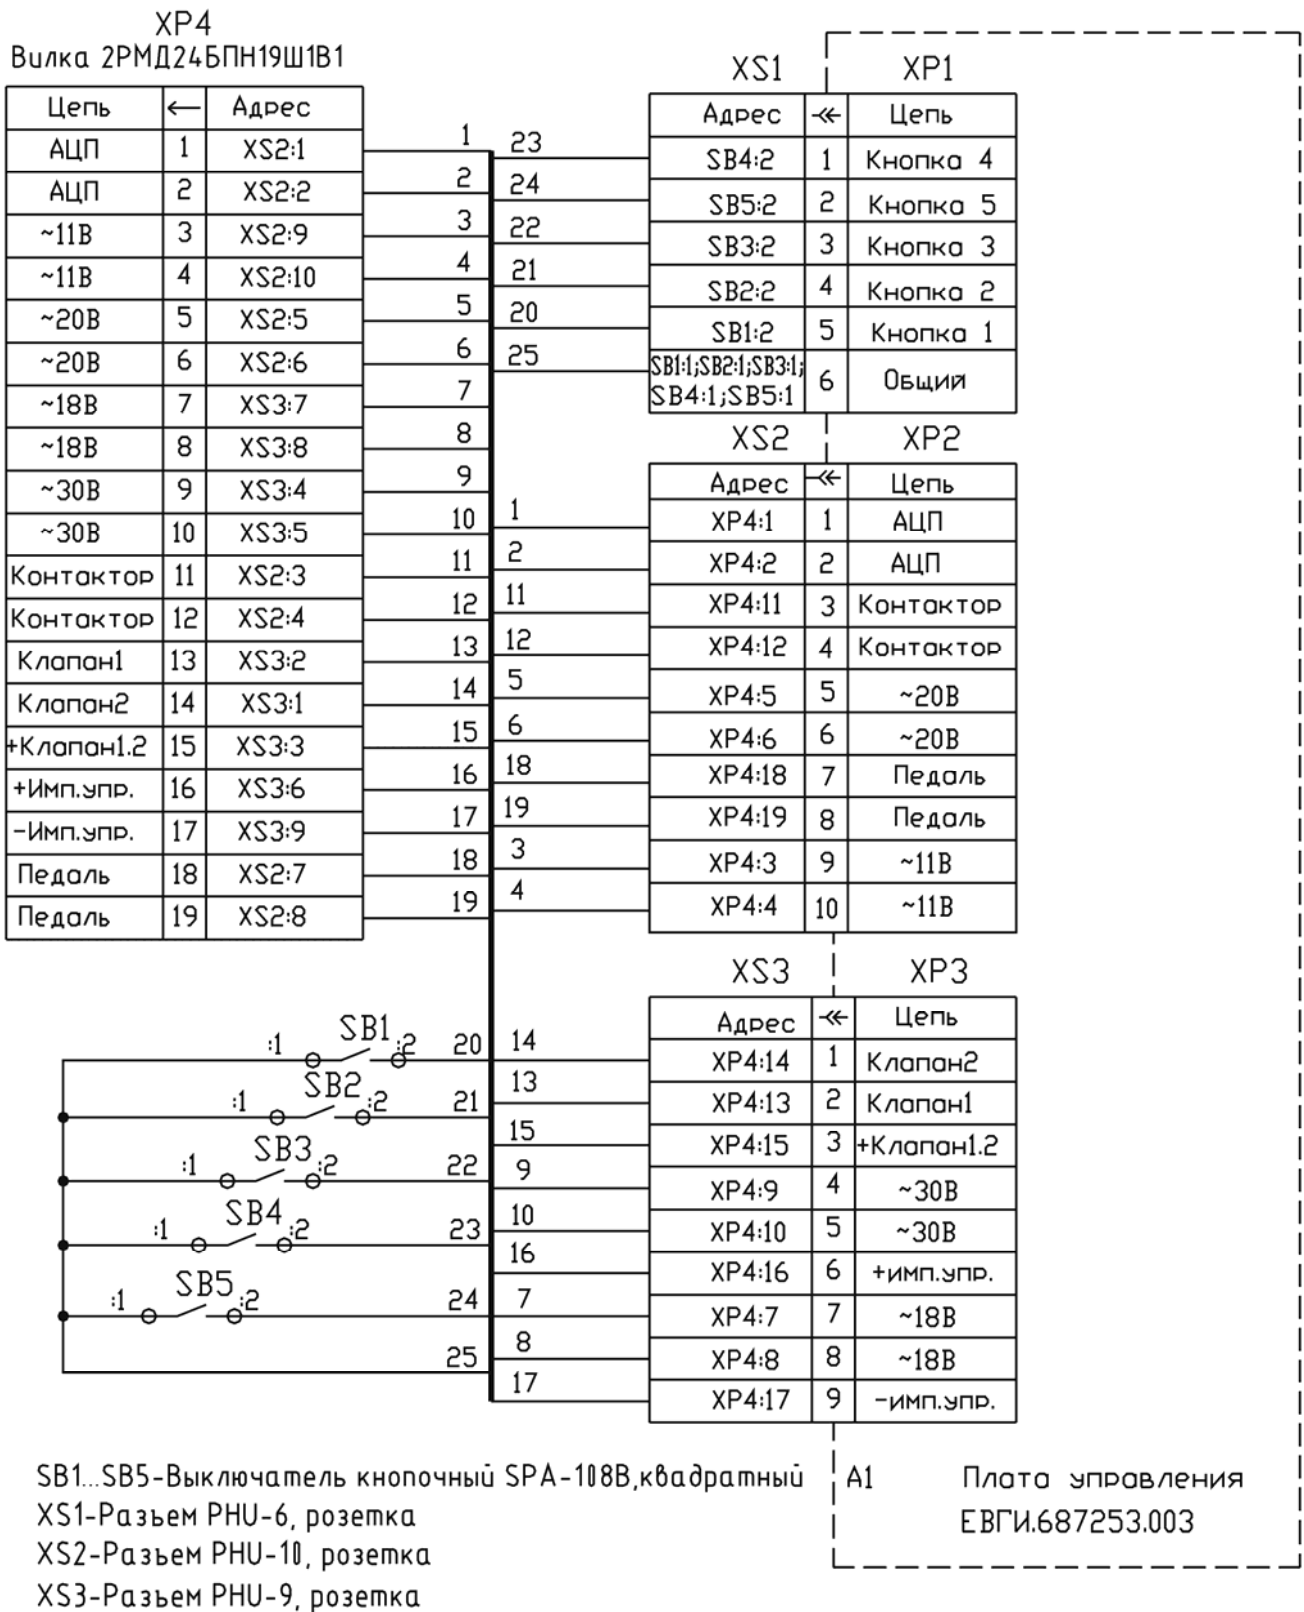 XP4
Вилка 2РМД24БПН19Ш1В1
Цепь ← Адрес
АЦП 1 XS2:1
АЦП 2 XS2:2
~11В 3 XS2:9
~11В 4 XS2:10
~20В 5 XS2:5
~20В 6 XS2:6
~18В 7 XS3:7
~18В 8 XS3:8
~30В 9 XS3:4
~30В 10 XS3:5
Контактор 11 XS2:3
Контактор 12 XS2:4
Клапан1 13 XS3:2
Клапан2 14 XS3:1
+Клапан1.2 15 XS3:3
+Имп.упр. 16 XS3:6
-Имп.упр. 17 XS3:9
Педаль 18 XS2:7
Педаль 19 XS2:8
1
2
3
4
5
6
7
8
9
10
11
12
13
14
15
16
17
18
19
XS1 XP1
Адрес Цепь
23 SB4:2 1 Кнопка 4
24 SB5:2 2 Кнопка 5
22 SB3:2 3 Кнопка 3
21 SB2:2 4 Кнопка 2
20 SB1:2 5 Кнопка 1
25 SB1:1;SB2:1;SB3:1;
SB4:1;SB5:1 6 Общий
XS2 XP2
Адрес Цепь
1 XP4:1 1 АЦП
2 XP4:2 2 АЦП
11 XP4:11 3 Контактор
12 XP4:12 4 Контактор
5 XP4:5 5 ~20В
6 XP4:6 6 ~20В
18 XP4:18 7 Педаль
19 XP4:19 8 Педаль
3 XP4:3 9 ~11В
4 XP4:4 10 ~11В
XS3 XP3
Адрес Цепь
14 XP4:14 1 Клапан2
13 XP4:13 2 Клапан1
15 XP4:15 3 +Клапан1.2
9 XP4:9 4 ~30В
10 XP4:10 5 ~30В
16 XP4:16 6 +имп.упр.
7 XP4:7 7 ~18В
8 XP4:8 8 ~18В
17 XP4:17 9 -имп.упр.
:1 SB1 :2 20
:1 SB2 :2 21
:1 SB3 :2 22
:1 SB4 :2 23
:1 SB5 :2 24
25
SB1...SB5-Выключатель кнопочный SPA-108B,квадратный
XS1-Разъем PHU-6, розетка
XS2-Разъем PHU-10, розетка
XS3-Разъем PHU-9, розетка
A1 Плата управления
ЕВГИ.687253.003